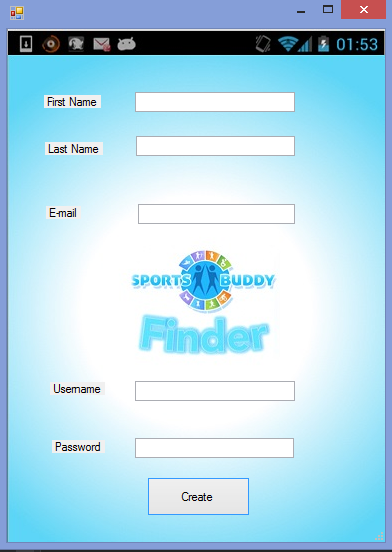 01:53
First Name
Last Name
E-mail
SPORTS BUDDY
Finder
Username
Password
Create